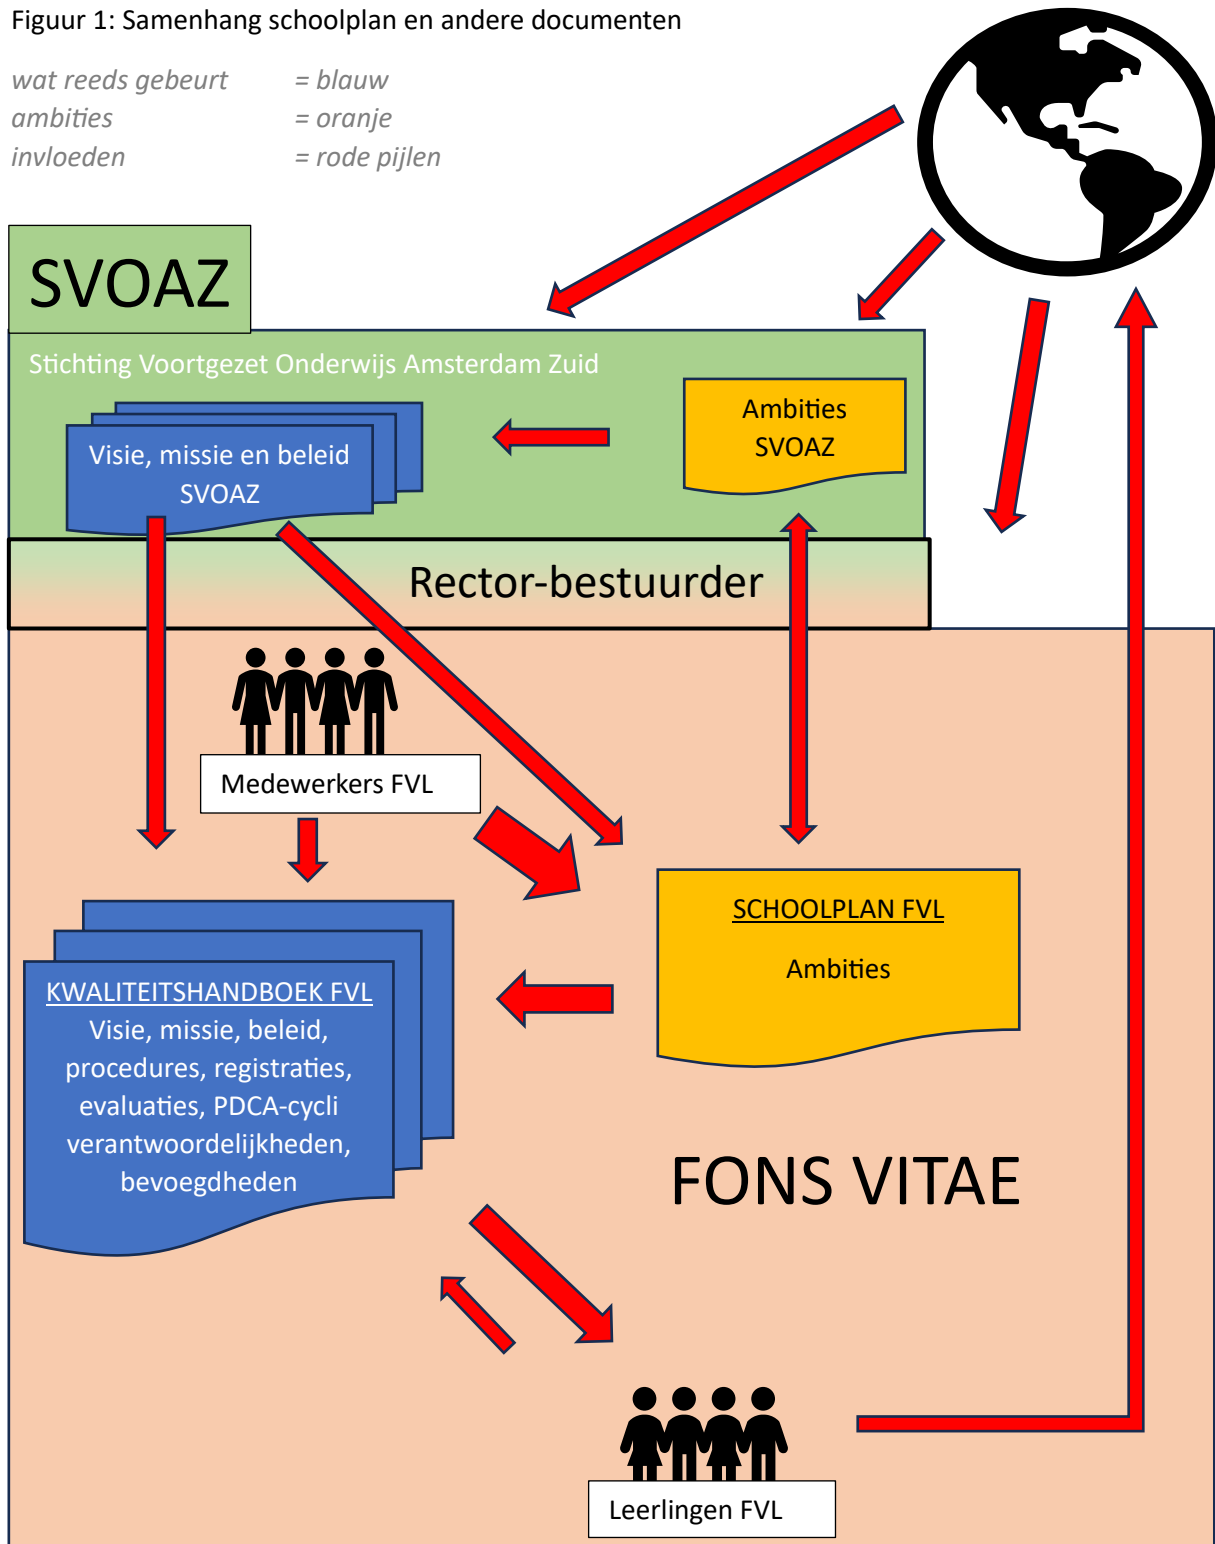 Figuur 1: Samenhang schoolplan en andere documenten
wat reeds gebeurt = blauw
ambities = oranje
invloeden = rode pijlen
SVOAZ
Stichting Voortgezet Onderwijs Amsterdam Zuid
Visie, missie en beleid
SVOAZ
Ambities
SVOAZ
Rector-bestuurder
Medewerkers FVL
SCHOOLPLAN FVL
Ambities
KWALITEITSHANDBOEK FVL
Visie, missie, beleid,
procedures, registraties,
evaluaties, PDCA-cycli
verantwoordelijkheden,
bevoegdheden
FONS VITAE
Leerlingen FVL